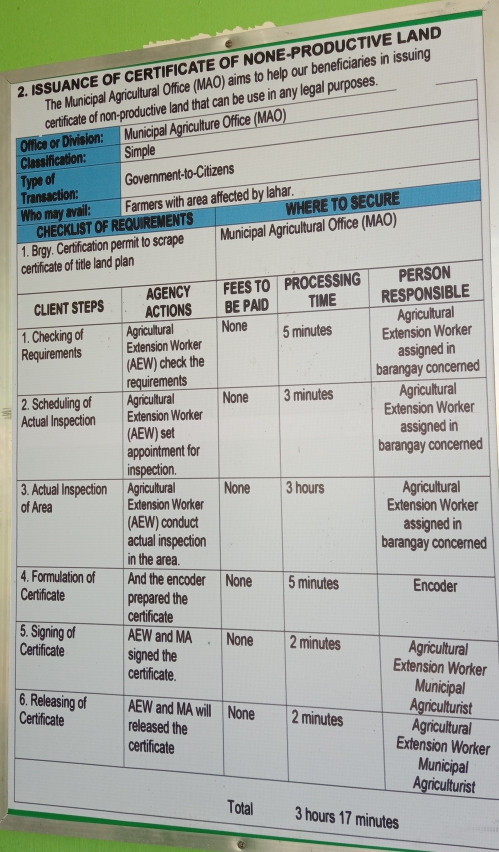 2. ISSUANCE OF CERTIFICATE OF NONE-PRODUCTIVE LAND
The Municipal Agricultural Office (MAO) aims to help our beneficiaries in issuing
certificate of non-productive land that can be use in any legal purposes.
Office or Division: Municipal Agriculture Office (MAO)
Classification: Simple
Type of
Transaction: Government-to-Citizens
Who may avail: Farmers with area affected by lahar.
CHECKLIST OF REQUIREMENTS WHERE TO SECURE
1. Brgy. Certification permit to scrape
certificate of title land plan
Municipal Agricultural Office (MAO)
CLIENT STEPS
AGENCY
ACTIONS
FEES TO
BE PAID
PROCESSING
TIME
PERSON
RESPONSIBLE
1. Checking of
Requirements
Agricultural
Extension Worker
(AEW) check the
requirements
None
5 minutes
Agricultural
Extension Worker
assigned in
barangay concerned
2. Scheduling of
Actual Inspection
Agricultural
Extension Worker
(AEW) set
appointment for
inspection.
None
3 minutes
Agricultural
Extension Worker
assigned in
barangay concerned
3. Actual Inspection
of Area
Agricultural
Extension Worker
(AEW) conduct
actual inspection
in the area.
None
3 hours
Agricultural
Extension Worker
assigned in
barangay concerned
4. Formulation of
Certificate
And the encoder
prepared the
certificate
None
5 minutes
Encoder
5. Signing of
Certificate
AEW and MA
signed the
certificate.
None
2 minutes
Agricultural
Extension Worker
Municipal
Agriculturist
6. Releasing of
Certificate
AEW and MA will
released the
certificate
None
2 minutes
Agricultural
Extension Worker
Municipal
Agriculturist
Total 3 hours 17 minutes